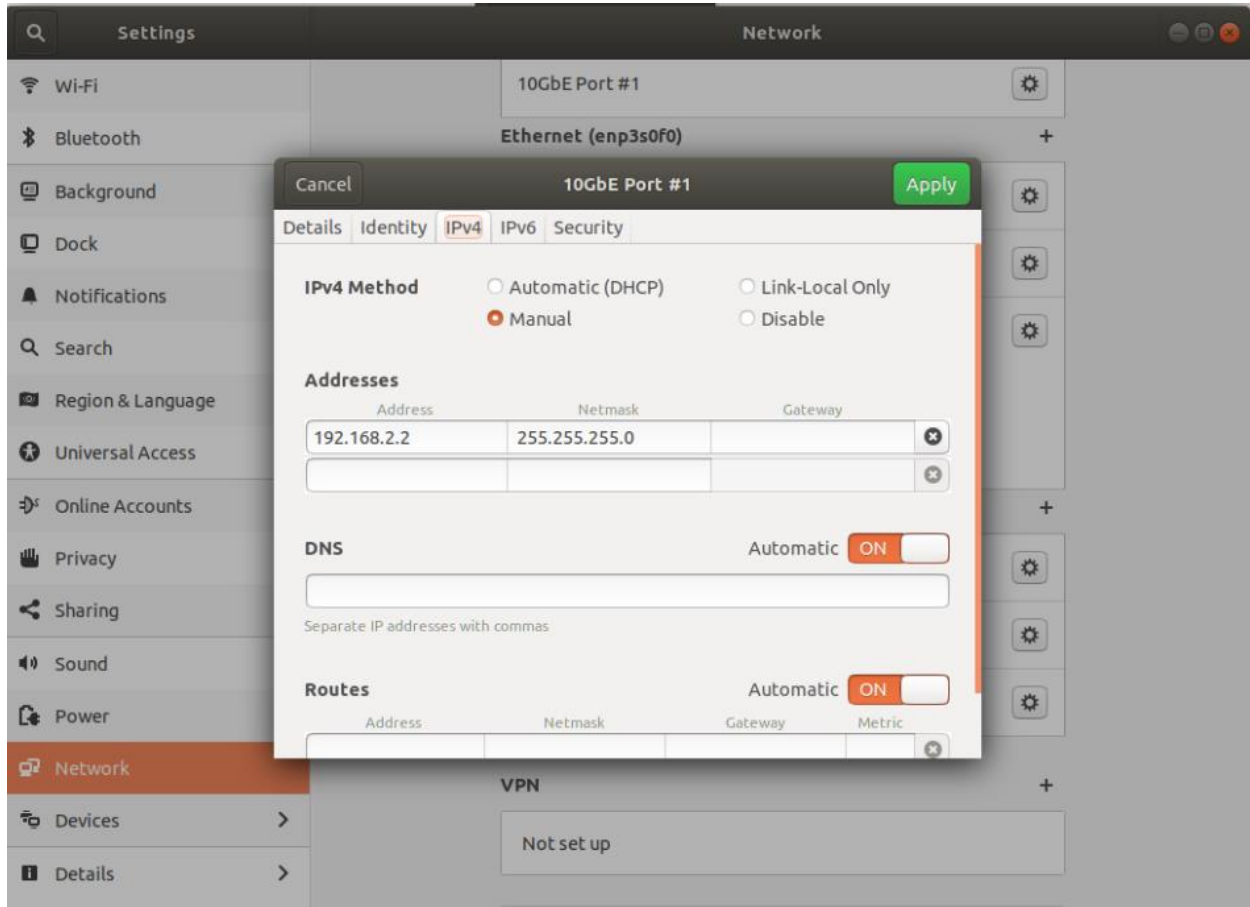 Settings
Network
Wi-Fi
Bluetooth
Background
Dock
Notifications
Search
Region & Language
Universal Access
Online Accounts
Privacy
Sharing
Sound
Power
Network
Devices
Details
10GbE Port #1
Ethernet (enp3s0f0)
Cancel
10GbE Port #1
Apply
Details Identity IPv4 IPv6 Security
IPv4 Method
Automatic (DHCP)
Link-Local Only
Manual
Disable
Addresses
Address Netmask Gateway
192.168.2.2 255.255.255.0
DNS
Automatic ON
Separate IP addresses with commas
Routes
Automatic ON
Address Netmask Gateway Metric
VPN
Not set up